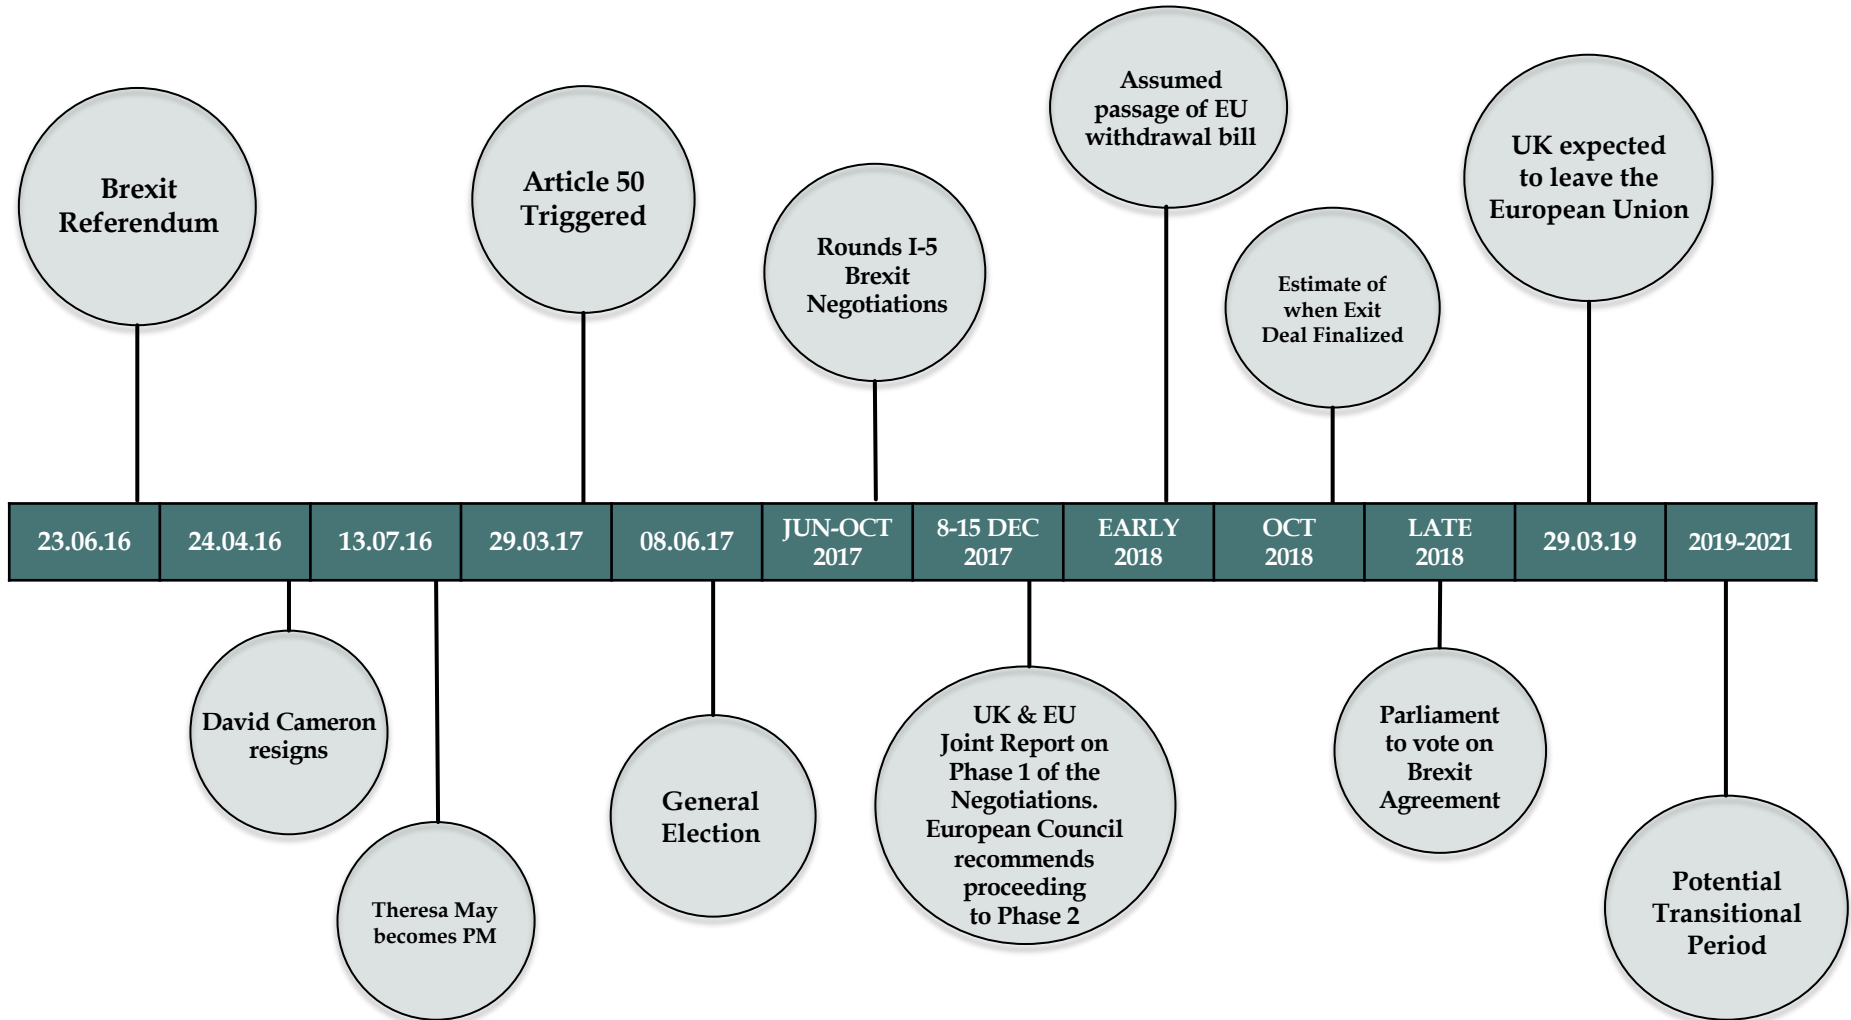 Brexit
Referendum
Article 50
Triggered
Rounds I-5
Brexit
Negotiations
Assumed
passage of EU
withdrawal bill
Estimate of
when Exit
Deal Finalized
UK expected
to leave the
European Union
23.06.16
24.04.16
13.07.16
29.03.17
08.06.17
JUN-OCT
2017
8-15 DEC
2017
EARLY
2018
OCT
2018
LATE
2018
29.03.19
2019-2021
David Cameron
resigns
Theresa May
becomes PM
General
Election
UK & EU
Joint Report on
Phase 1 of the
Negotiations.
European Council
recommends
proceeding
to Phase 2
Parliament
to vote on
Brexit
Agreement
Potential
Transitional
Period